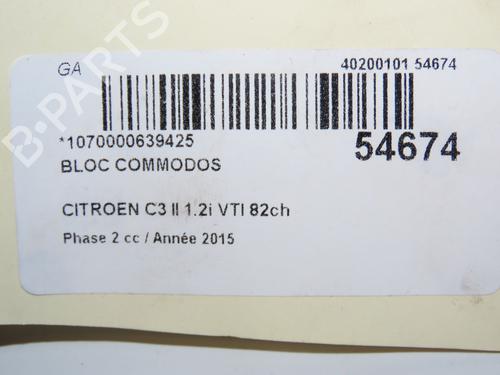 GA
40200101 54674
*1070000639425
54674
BLOC COMMODOS
CITROEN C3 II 1.2i VTI 82ch
Phase 2 cc / Année 2015
B-PARTS